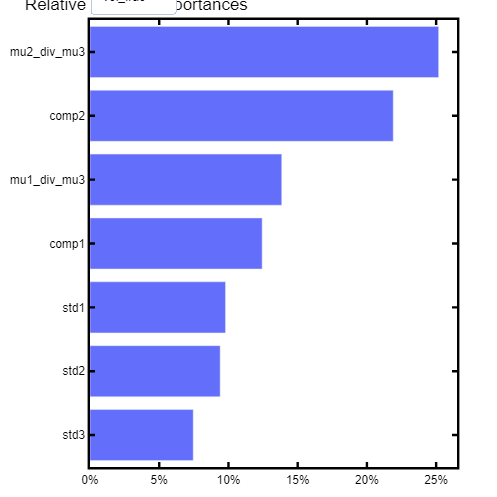 Relative portances
mu2_div_mu3
comp2
mu1_div_mu3
comp1
std1
std2
std3
0% 5% 10% 15% 20% 25%